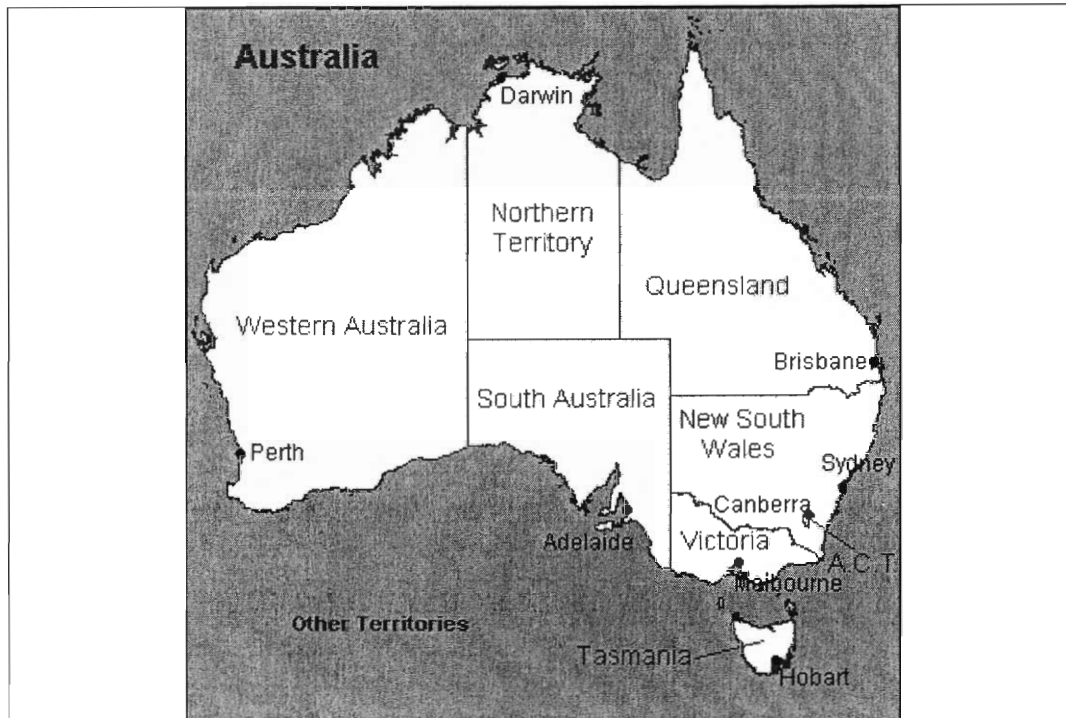 Australia
Darwin
Northern
Territory
Queensland
Western Australia
Brisbane
South Australia
New South
Wales
Perth
Sydney
Canberra
Adelaide
Victoria
A.C.T
Melbourne
Other Territories
Tasmania
Hobart